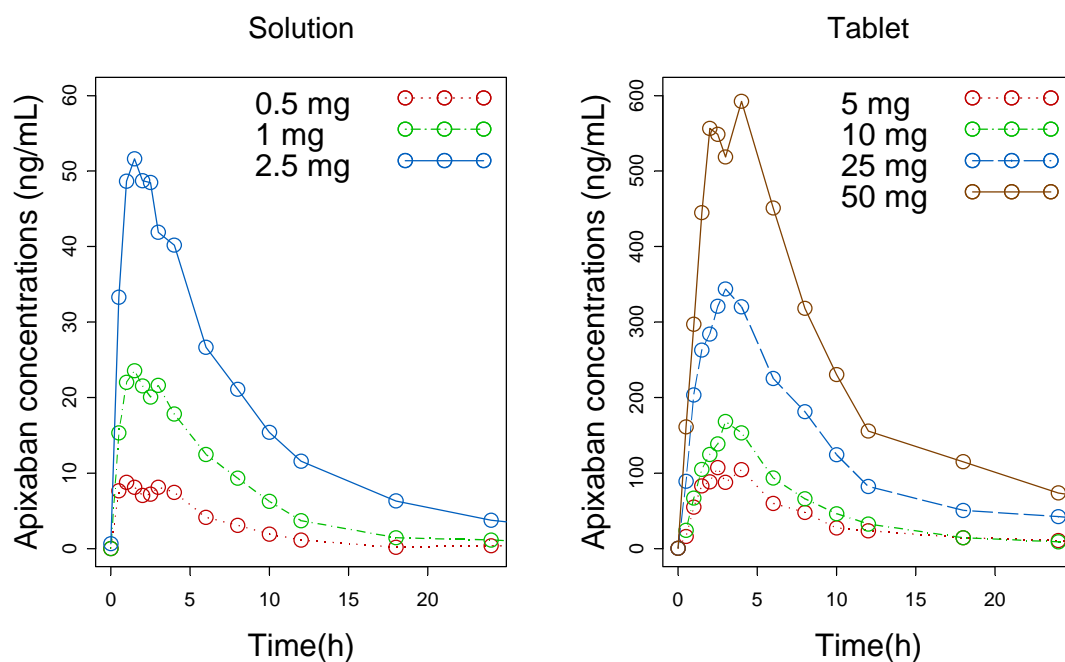 Solution
Apixaban concentrations (ng/mL)
60
50
40
30
20
10
0
0.5 mg
1 mg
2.5 mg
0 5 10 15 20
Time(h)
Tablet
Apixaban concentrations (ng/mL)
600
500
400
300
200
100
0
5 mg
10 mg
25 mg
50 mg
0 5 10 15 20
Time(h)